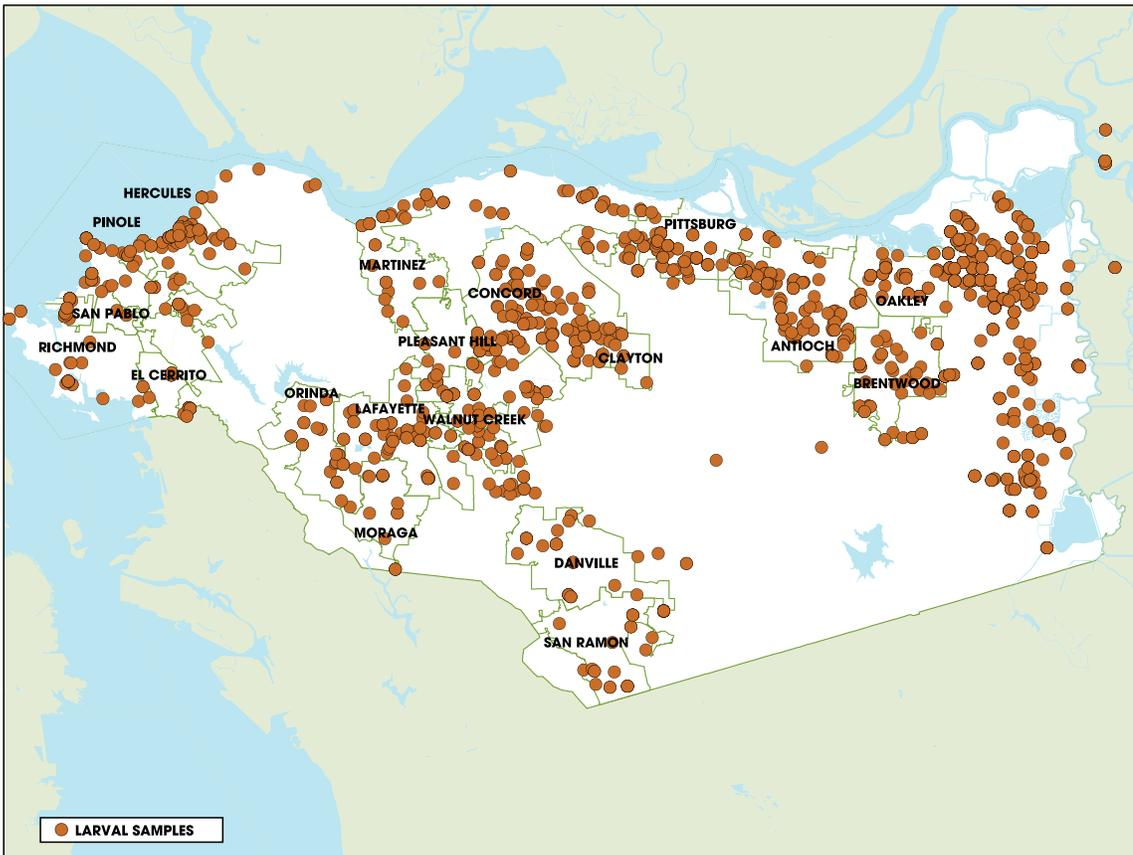 HERCULES
PINOLE
PITTSBURG
MARTINEZ
CONCORD
OAKLEY
SAN PABLO
PLEASANT HILL
RICHMOND
ANTIOCH
CLAYTON
EL CERRITO
BRENTWOOD
ORINDA
LAFAYETTE
WALNUT CREEK
MORAGA
DANVILLE
SAN RAMON
LARVAL SAMPLES